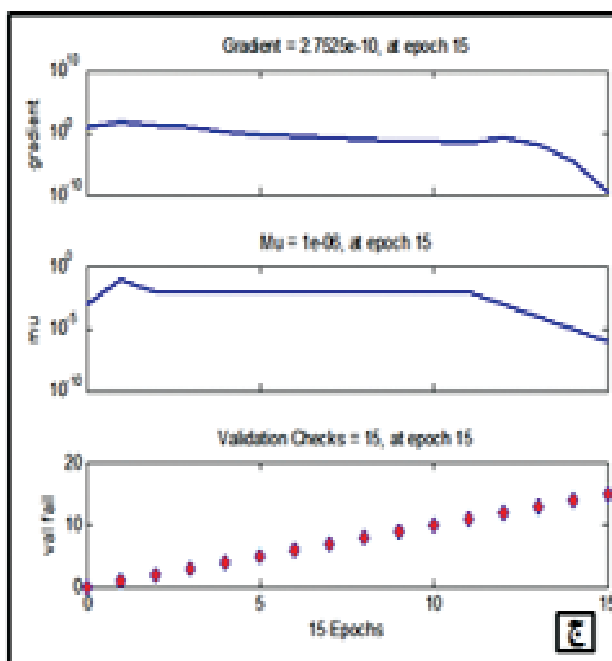 Gradient = 2.7525e-10, at epoch 15
10^10
10^0
10^-10
gradient
Mu = 1e-06, at epoch 15
10^0
10^-5
10^-10
mu
Validation Checks = 15, at epoch 15
20
10
0
val fail
0 5 10 15
15 Epochs
ج